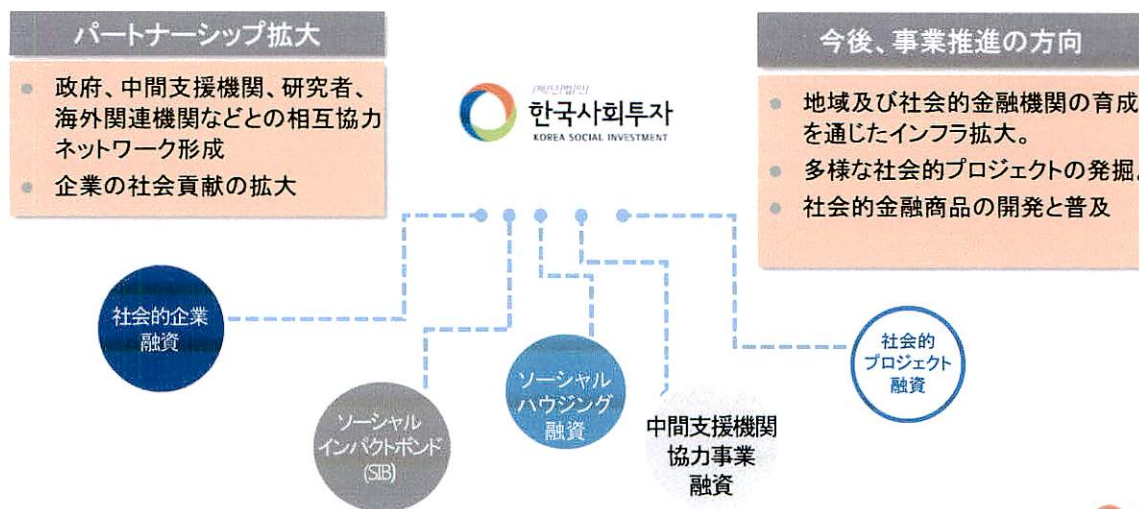 パートナーシップ拡大
政府、中間支援機関、研究者、
海外関連機関などとの相互協力
ネットワーク形成
企業の社会貢献の拡大
/재/단/법/인/
한국사회투자
KOREA SOCIAL INVESTMENT
今後、事業推進の方向
地域及び社会的金融機関の育成
を通じたインフラ拡大。
多様な社会的プロジェクトの発掘。
社会的金融商品の開発と普及
社会的企業
融資
ソーシャル
インパクトボンド
(SIB)
ソーシャル
ハウジング
融資
中間支援機関
協力事業
融資
社会的
プロジェクト
融資